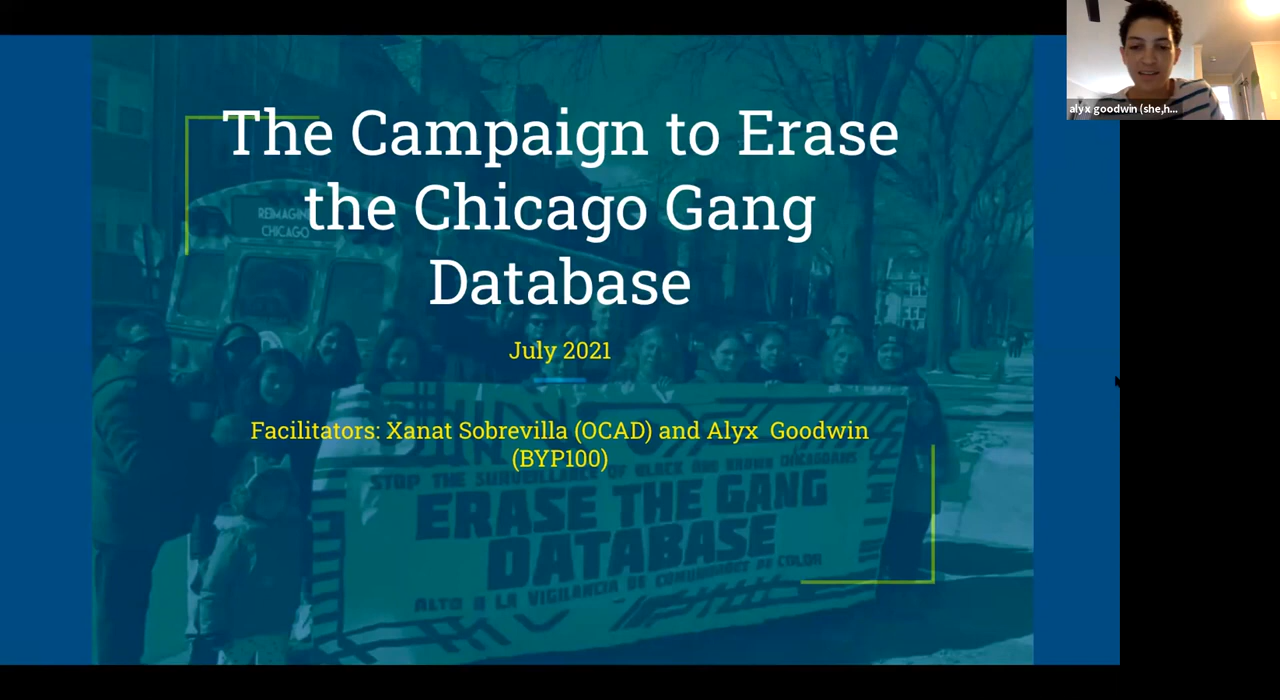 The Campaign to Erase
the Chicago Gang
Database
July 2021
Facilitators: Xanat Sobrevilla (OCAD) and Alyx  Goodwin
(BYP100)
REIMAGIN
CHICAGO
STOP THE SURVEILLANCE OF BLACK AND BROWN CHICAGOANS
ERASE THE GANG
DATABASE
ALTO A LA VIGILANCIA DE COMUNIDADES DE COLOR
alyx goodwin (she,h...